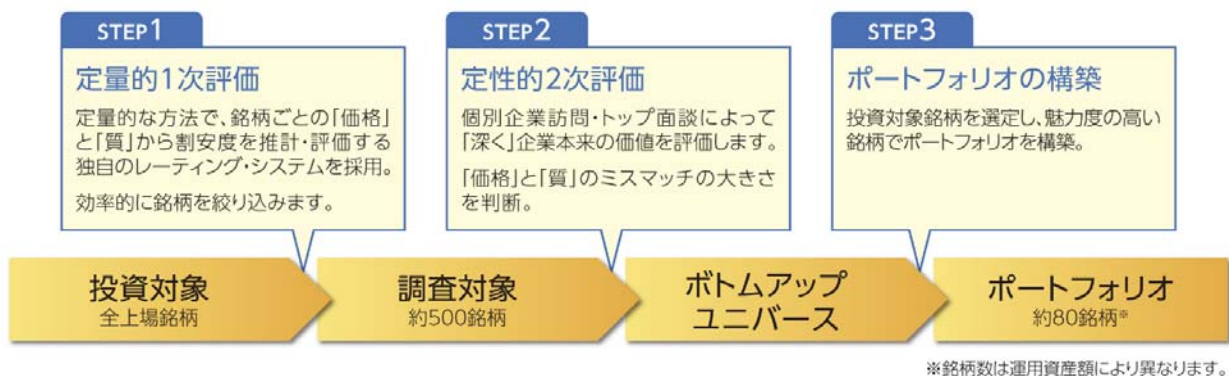 STEP1
定量的1次評価
定量的な方法で、銘柄ごとの「価格」
と「質」から割安度を推計・評価する
独自のレーティング・システムを採用。
効率的に銘柄を絞り込みます。
STEP2
定性的2次評価
個別企業訪問・トップ面談によって
「深く」企業本来の価値を評価します。
「価格」と「質」のミスマッチの大きさ
を判断。
STEP3
ポートフォリオの構築
投資対象銘柄を選定し、魅力度の高い
銘柄でポートフォリオを構築。
投資対象
全上場銘柄
調査対象
約500銘柄
ボトムアップ
ユニバース
ポートフォリオ
約80銘柄※
※銘柄数は運用資産額により異なります。